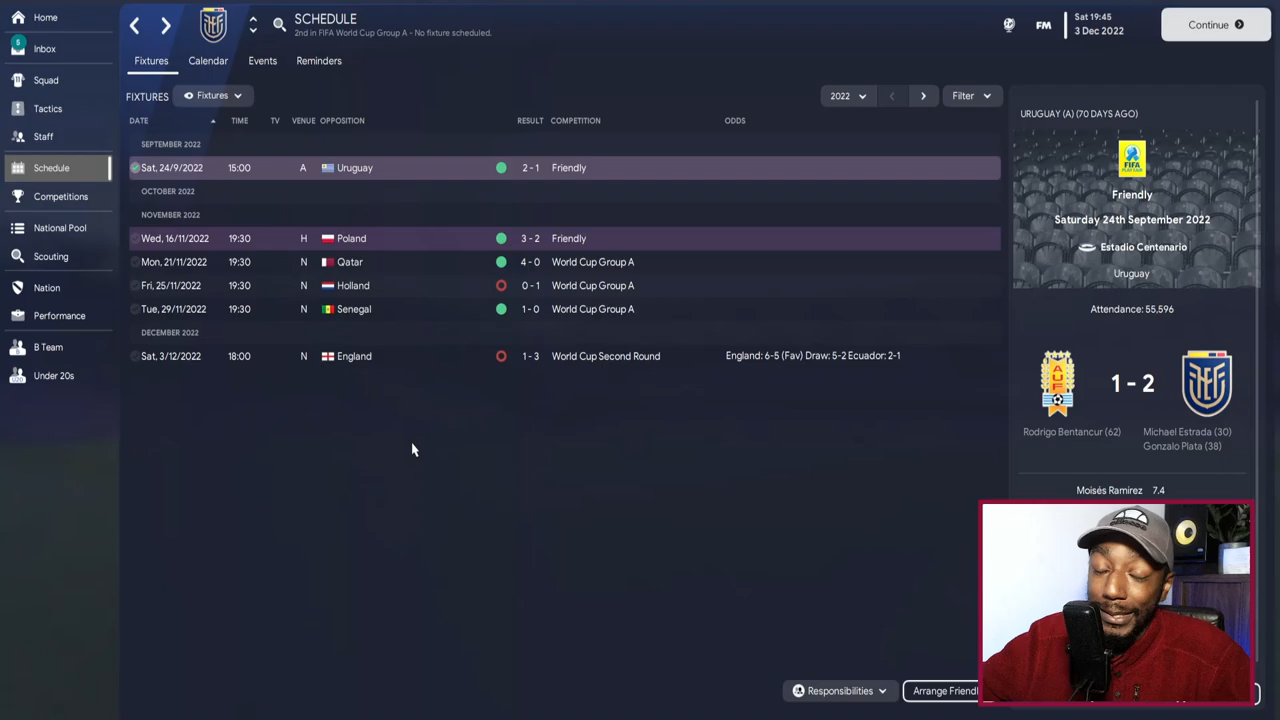 Home
5
Inbox
Squad
Tactics
Staff
Schedule
Competitions
National Pool
Scouting
Nation
Performance
B Team
Under 20s
SCHEDULE
2nd in FIFA World Cup Group A - No fixture scheduled.
FM
Sat 19:45
3 Dec 2022
Continue
Fixtures Calendar Events Reminders
FIXTURES Fixtures 2022 Filter
DATE TIME TV VENUE OPPOSITION RESULT COMPETITION ODDS
SEPTEMBER 2022
Sat, 24/9/2022 15:00 A Uruguay 2 - 1 Friendly
OCTOBER 2022
NOVEMBER 2022
Wed, 16/11/2022 19:30 H Poland 3 - 2 Friendly
Mon, 21/11/2022 19:30 N Qatar 4 - 0 World Cup Group A
Fri, 25/11/2022 19:30 N Holland 0 - 1 World Cup Group A
Tue, 29/11/2022 19:30 N Senegal 1 - 0 World Cup Group A
DECEMBER 2022
Sat, 3/12/2022 18:00 N England 1 - 3 World Cup Second Round England: 6-5 (Fav) Draw: 5-2 Ecuador: 2-1
URUGUAY (A) (70 DAYS AGO)
FIFA
Friendly
Saturday 24th September 2022
Estadio Centenario
Uruguay
Attendance: 55,596
AUF
1 - 2
Rodrigo Bentancur (62) Michael Estrada (30)
Gonzalo Plata (38)
Moisés Ramírez 7.4
Responsibilities